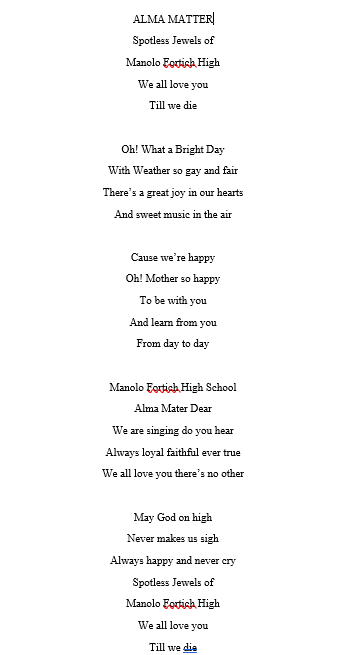 ALMA MATTER
Spotless Jewels of
Manolo Fortich High
We all love you
Till we die
Oh! What a Bright Day
With Weather so gay and fair
There's a great joy in our hearts
And sweet music in the air
Cause we're happy
Oh! Mother so happy
To be with you
And learn from you
From day to day
Manolo Fortich High School
Alma Mater Dear
We are singing do you hear
Always loyal faithful ever true
We all love you there's no other
May God on high
Never makes us sigh
Always happy and never cry
Spotless Jewels of
Manolo Fortich High
We all love you
Till we die